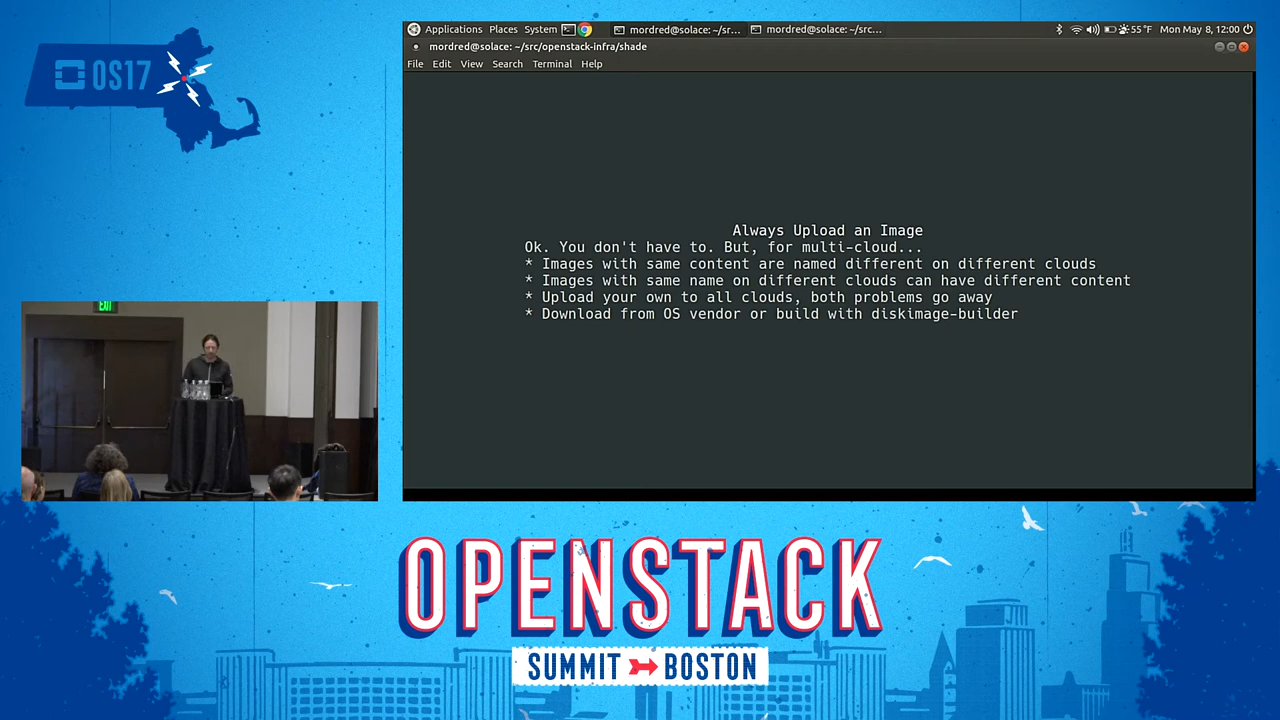 OS17
Applications Places System mordred@solace: ~/sr... mordred@solace: ~/src... 55 °F Mon May 8, 12:00
mordred@solace: ~/src/openstack-infra/shade
File Edit View Search Terminal Help
Always Upload an Image
Ok. You don't have to. But, for multi-cloud...
* Images with same content are named different on different clouds
* Images with same name on different clouds can have different content
* Upload your own to all clouds, both problems go away
* Download from OS vendor or build with diskimage-builder
EXIT
OPENSTACK
SUMMIT BOSTON